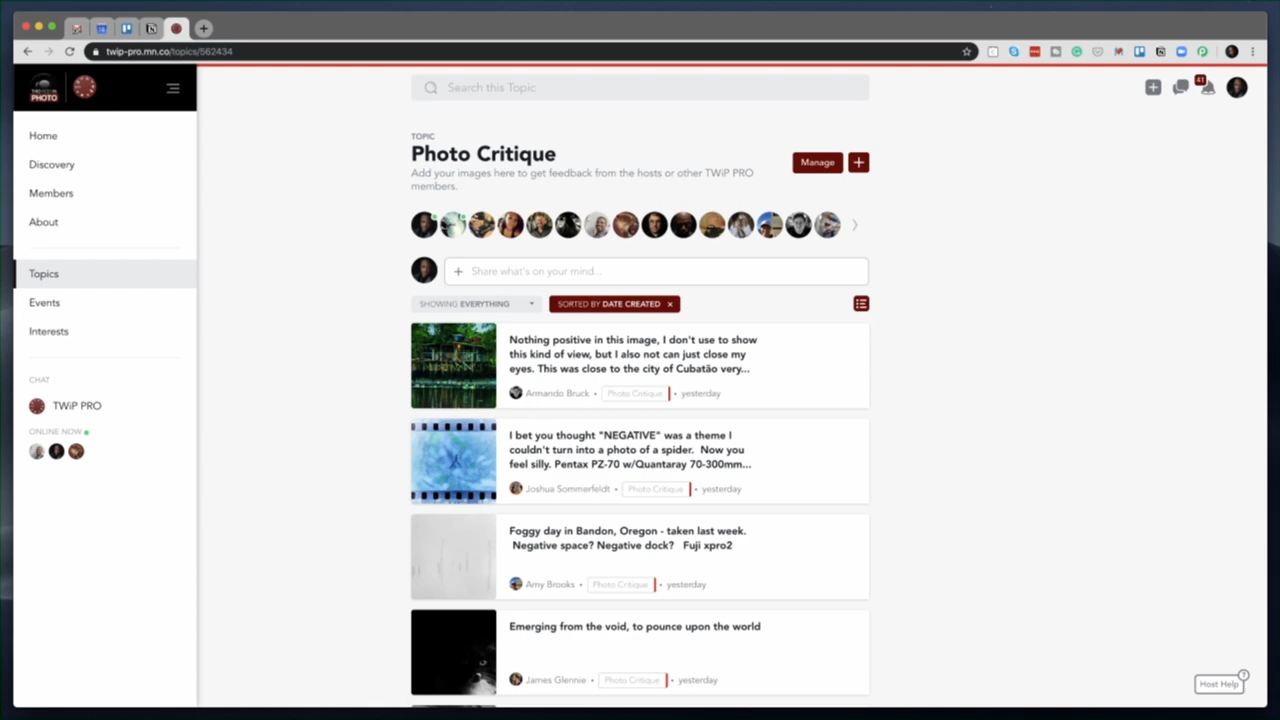 twip-pro.mn.co/topics/562434
PHOTO
Search this Topic
41
Home
Discovery
Members
About
Topics
Events
Interests
CHAT
TWiP PRO
ONLINE NOW
TOPIC
Photo Critique
Manage
Add your images here to get feedback from the hosts or other TWiP PRO
members.
Share what's on your mind...
SHOWING EVERYTHING
SORTED BY DATE CREATED ×
Nothing positive in this image, I don't use to show
this kind of view, but I also not can just close my
eyes. This was close to the city of Cubatão very...
Armando Bruck • Photo Critique • yesterday
I bet you thought "NEGATIVE" was a theme I
couldn't turn into a photo of a spider. Now you
feel silly. Pentax PZ-70 w/Quantaray 70-300mm...
Joshua Sommerfeldt • Photo Critique • yesterday
Foggy day in Bandon, Oregon - taken last week.
Negative space? Negative dock? Fuji xpro2
Amy Brooks • Photo Critique • yesterday
Emerging from the void, to pounce upon the world
James Glennie • Photo Critique • yesterday
Host Help ?